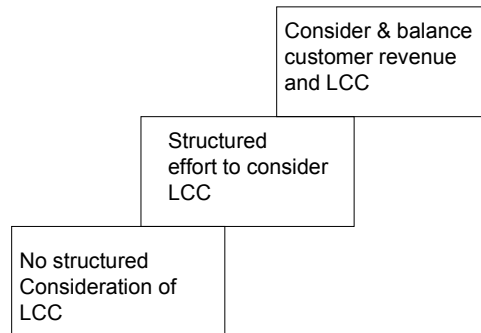 Consider & balance
customer revenue
and LCC
Structured
effort to consider
LCC
No structured
Consideration of
LCC